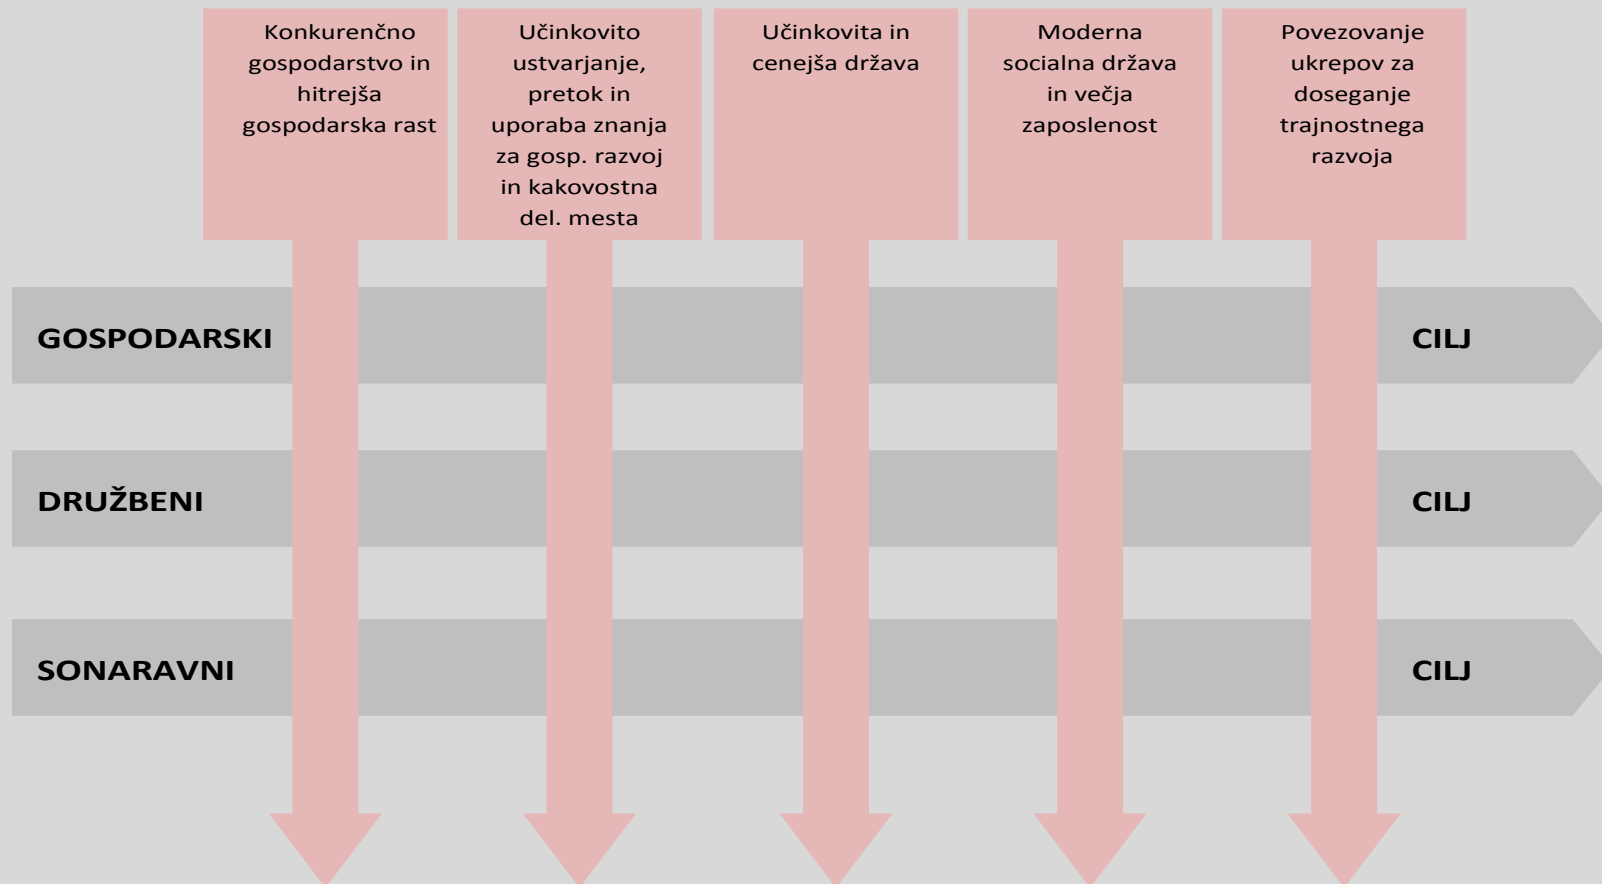 Konkurenčno
gospodarstvo in
hitrejša
gospodarska rast
Učinkovito
ustvarjanje,
pretok in
uporaba znanja
za gosp. razvoj
in kakovostna
del. mesta
Učinkovita in
cenejša država
Moderna
socialna država
in večja
zaposlenost
Povezovanje
ukrepov za
doseganje
trajnostnega
razvoja
GOSPODARSKI CILJ
DRUŽBENI CILJ
SONARAVNI CILJ